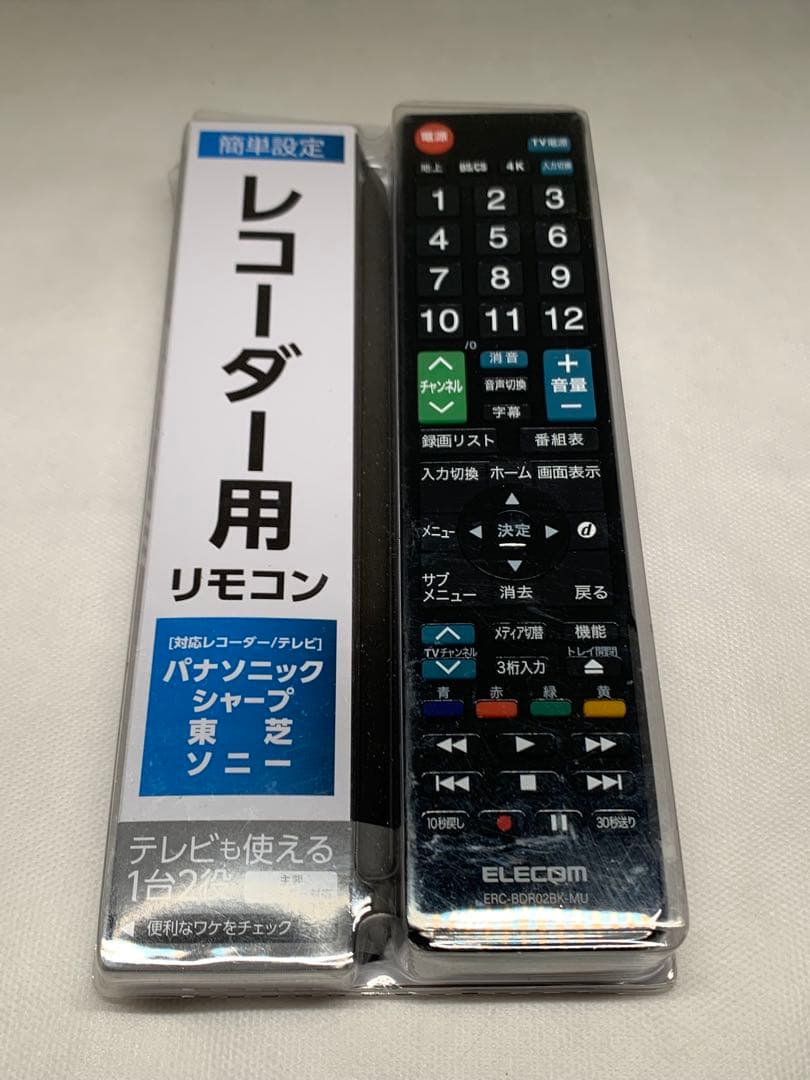 簡単設定
レコーダー用
リモコン
[対応レコーダー/テレビ]
パナソニック
シャープ
東芝
ソニー
テレビも使える
1台2役
便利なワケをチェック
電源
TV電源
地上 BS/CS 4K 入力切換
1 2 3
4 5 6
7 8 9
10 11 12
/0
チャンネル 消音 音量
音声切換
字幕
録画リスト 番組表
入力切換 ホーム 画面表示
メニュー 決定 d
サブ
メニュー 消去 戻る
メディア切替 機能
TVチャンネル トレイ開閉
3桁入力
青 赤 緑 黄
10秒戻し 30秒送り
ELECOM
ERC-BDR02BK-MU